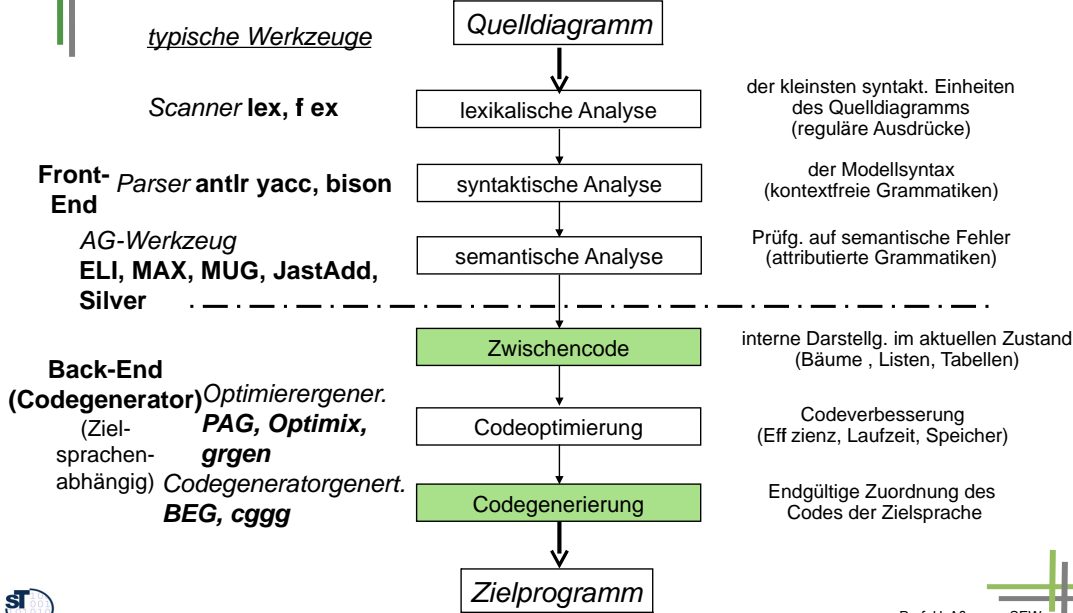 Quelldiagramm
typische Werkzeuge
Scanner lex, f ex
lexikalische Analyse
der kleinsten syntakt. Einheiten
des Quelldiagramms
(reguläre Ausdrücke)
Front-
End
Parser antlr yacc, bison
syntaktische Analyse
der Modellsyntax
(kontextfreie Grammatiken)
AG-Werkzeug
ELI, MAX, MUG, JastAdd,
Silver
semantische Analyse
Prüfg. auf semantische Fehler
(attributierte Grammatiken)
Zwischencode
interne Darstellg. im aktuellen Zustand
(Bäume , Listen, Tabellen)
Back-End
(Codegenerator)
(Ziel-
sprachen-
abhängig)
Optimierergener.
PAG, Optimix,
grgen
Codeoptimierung
Codeverbesserung
(Eff zienz, Laufzeit, Speicher)
Codegeneratorgenert.
BEG, cggg
Codegenerierung
Endgültige Zuordnung des
Codes der Zielsprache
Zielprogramm
sT